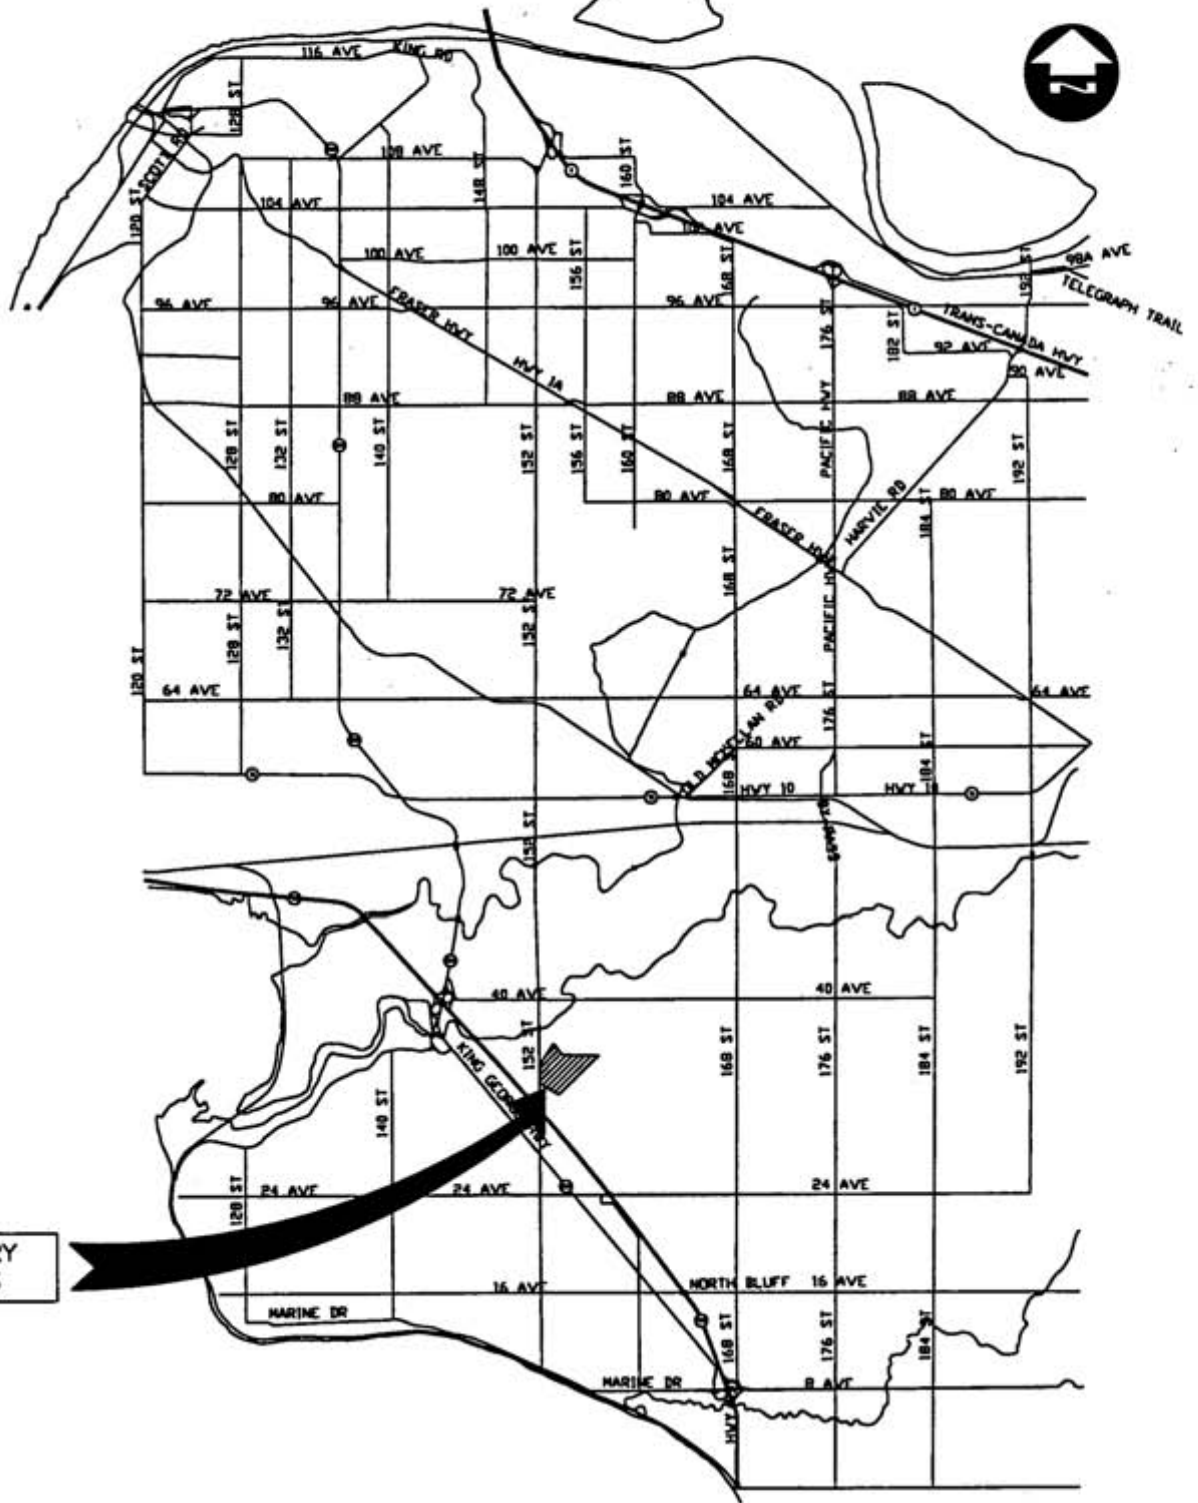 116 AVE
KING RD
N
128 ST
SCOTT RD
108 AVE
148 ST
160 ST
120 ST
104 AVE
104 AVE
100 AVE
100 AVE
156 ST
168 ST
192 ST
98A AVE
TELEGRAPH TRAIL
96 AVE
96 AVE
FRASER HWY
96 AVE
176 ST
182 ST
TRANS-CANADA HWY
92 AVE
HWY 1A
90 AVE
88 AVE
88 AVE
88 AVE
128 ST
132 ST
140 ST
152 ST
156 ST
160 ST
168 ST
PACIFIC HWY
192 ST
80 AVE
80 AVE
80 AVE
184 ST
HARVIE RD
FRASER HWY
72 AVE
72 AVE
168 ST
PACIFIC HWY
128 ST
132 ST
152 ST
120 ST
64 AVE
64 AVE
64 AVE
176 ST
OLD MCLELLAN RD
60 AVE
168 ST
184 ST
HWY 10
HWY 10
152 ST
40 AVE
40 AVE
152 ST
168 ST
176 ST
184 ST
192 ST
KING GEORGE HWY
140 ST
128 ST
24 AVE
24 AVE
24 AVE
RY
16 AVE
NORTH BLUFF
16 AVE
MARINE DR
168 ST
176 ST
184 ST
MARINE DR
8 AVE
HWY